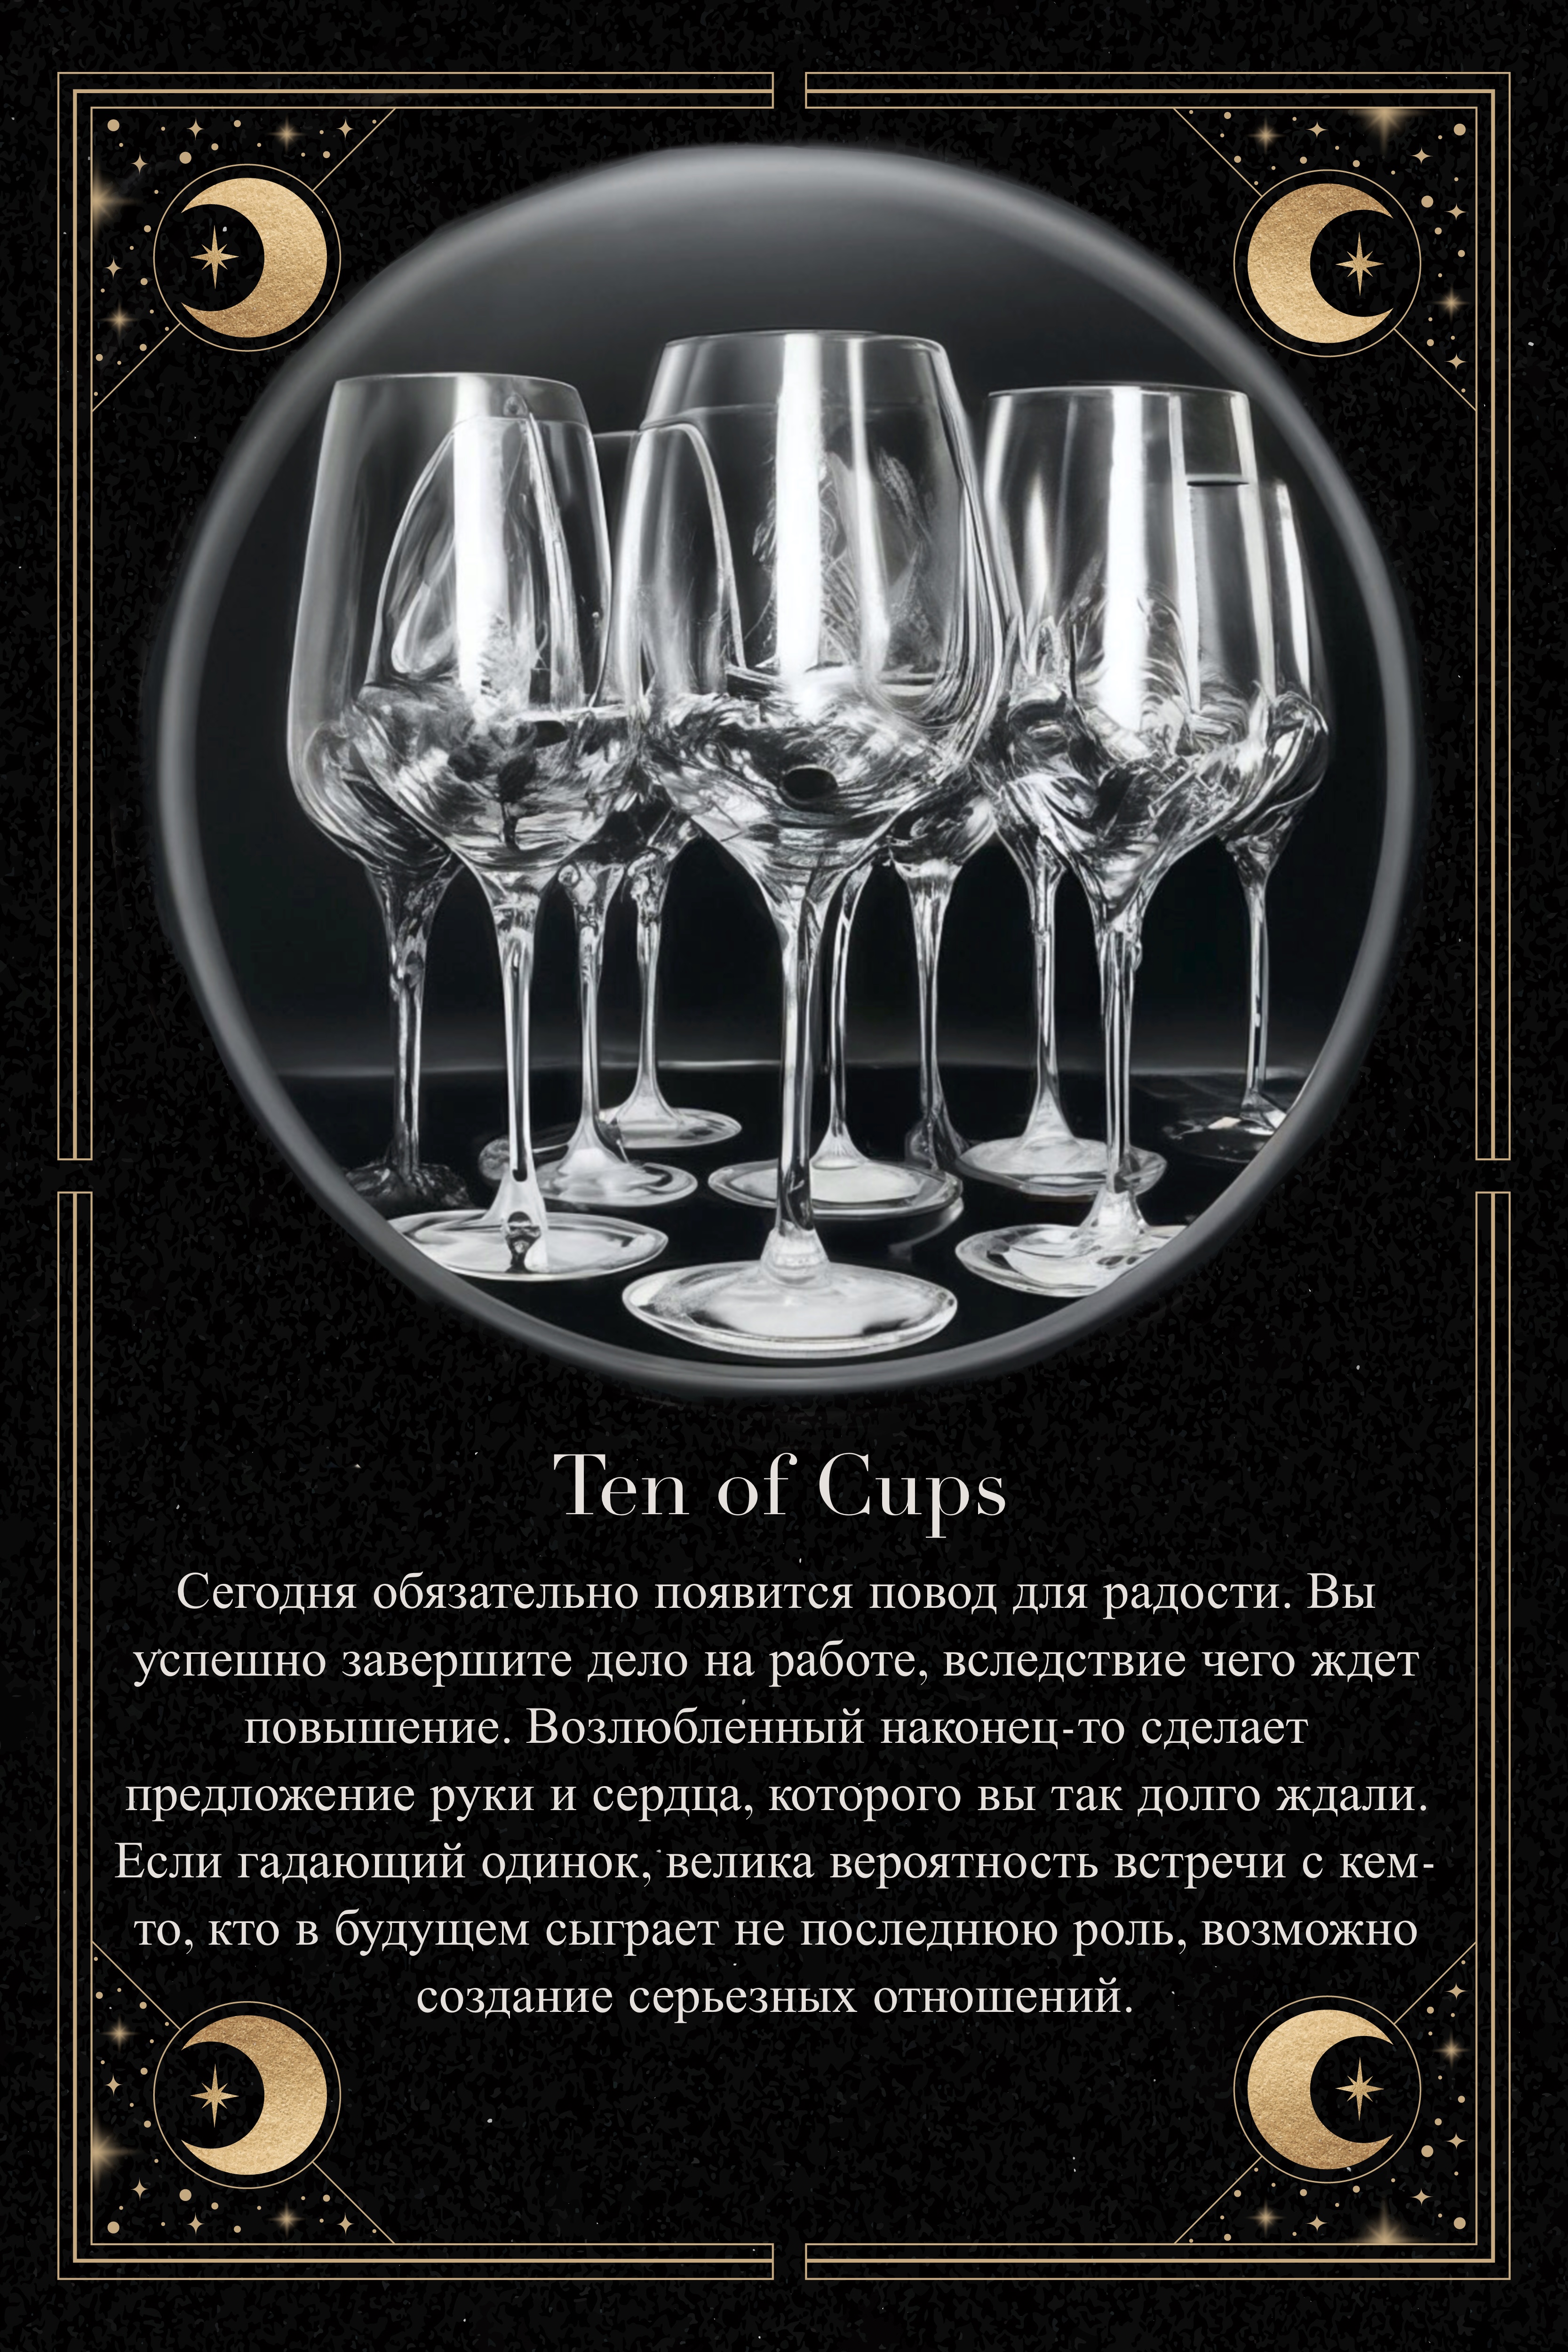 Ten of Cups
Сегодня обязательно появится повод для радости. Вы
успешно завершите дело на работе, вследствие чего ждет
повышение. Возлюбленный наконец-то сделает
предложение руки и сердца, которого вы так долго ждали.
Если гадающий одинок, велика вероятность встречи с кем-
то, кто в будущем сыграет не последнюю роль, возможно
создание серьезных отношений.